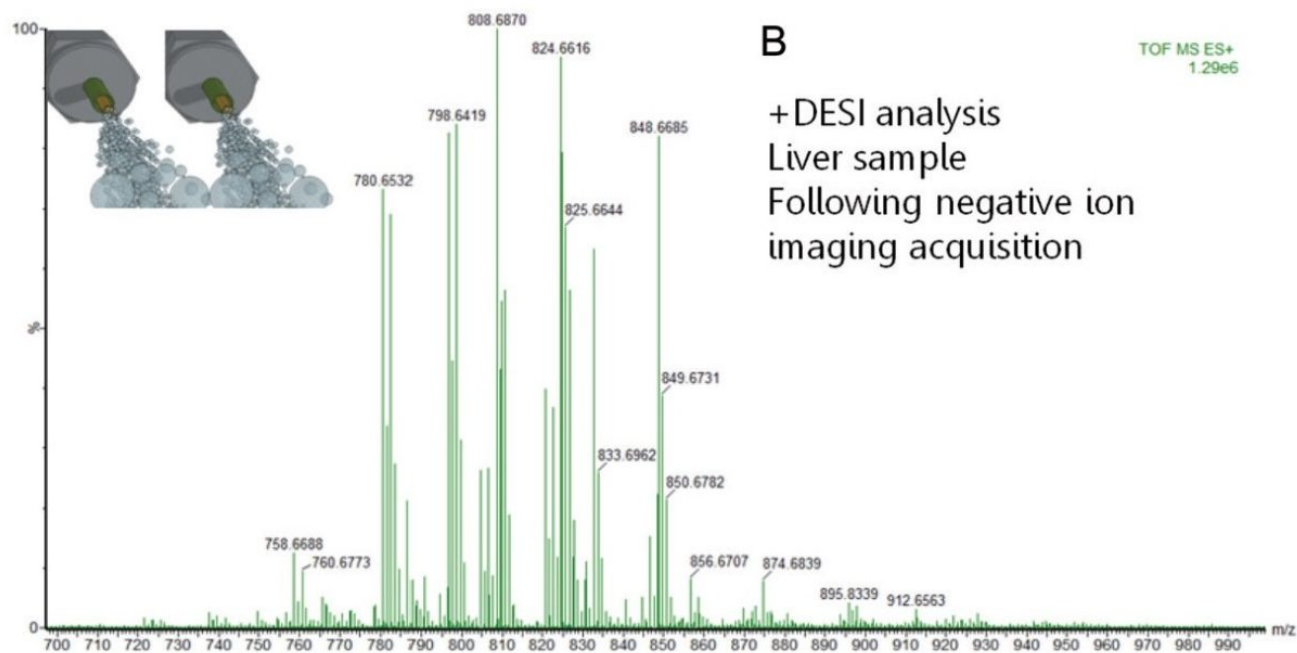 808.6870
100
B
TOF MS ES+
1.29e6
824.6616
+DESI analysis
Liver sample
Following negative ion
imaging acquisition
798.6419
848.6685
780.6532
825.6644
%
849.6731
833.6962
850.6782
758.6688
760.6773
856.6707
874.6839
895.8339
912.6563
0
m/z
700 710 720 730 740 750 760 770 780 790 800 810 820 830 840 850 860 870 880 890 900 910 920 930 940 950 960 970 980 990